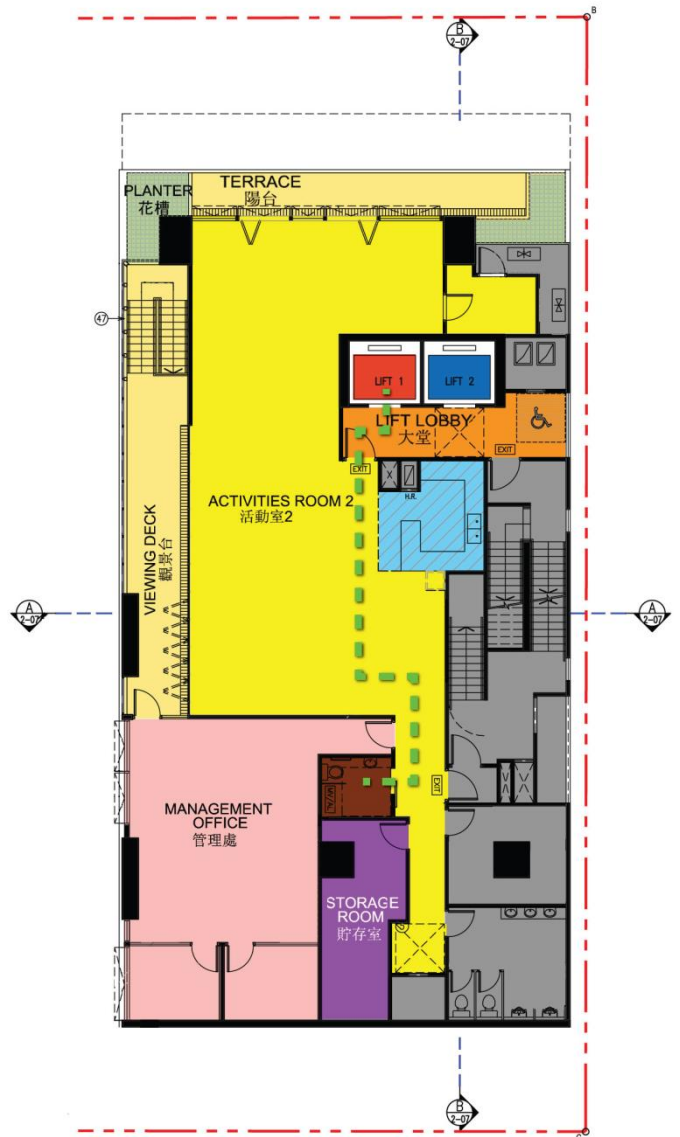 B
B
2-07
TERRACE
陽台
PLANTER
花槽
47
LIFT 1
LIFT 2
LIFT LOBBY
大堂
EXIT
EXIT
H.R.
ACTIVITIES ROOM 2
活動室2
VIEWING DECK
觀景台
A
2-07
A
2-07
EXIT
MANAGEMENT
OFFICE
管理處
STORAGE
ROOM
貯存室
B
2-07